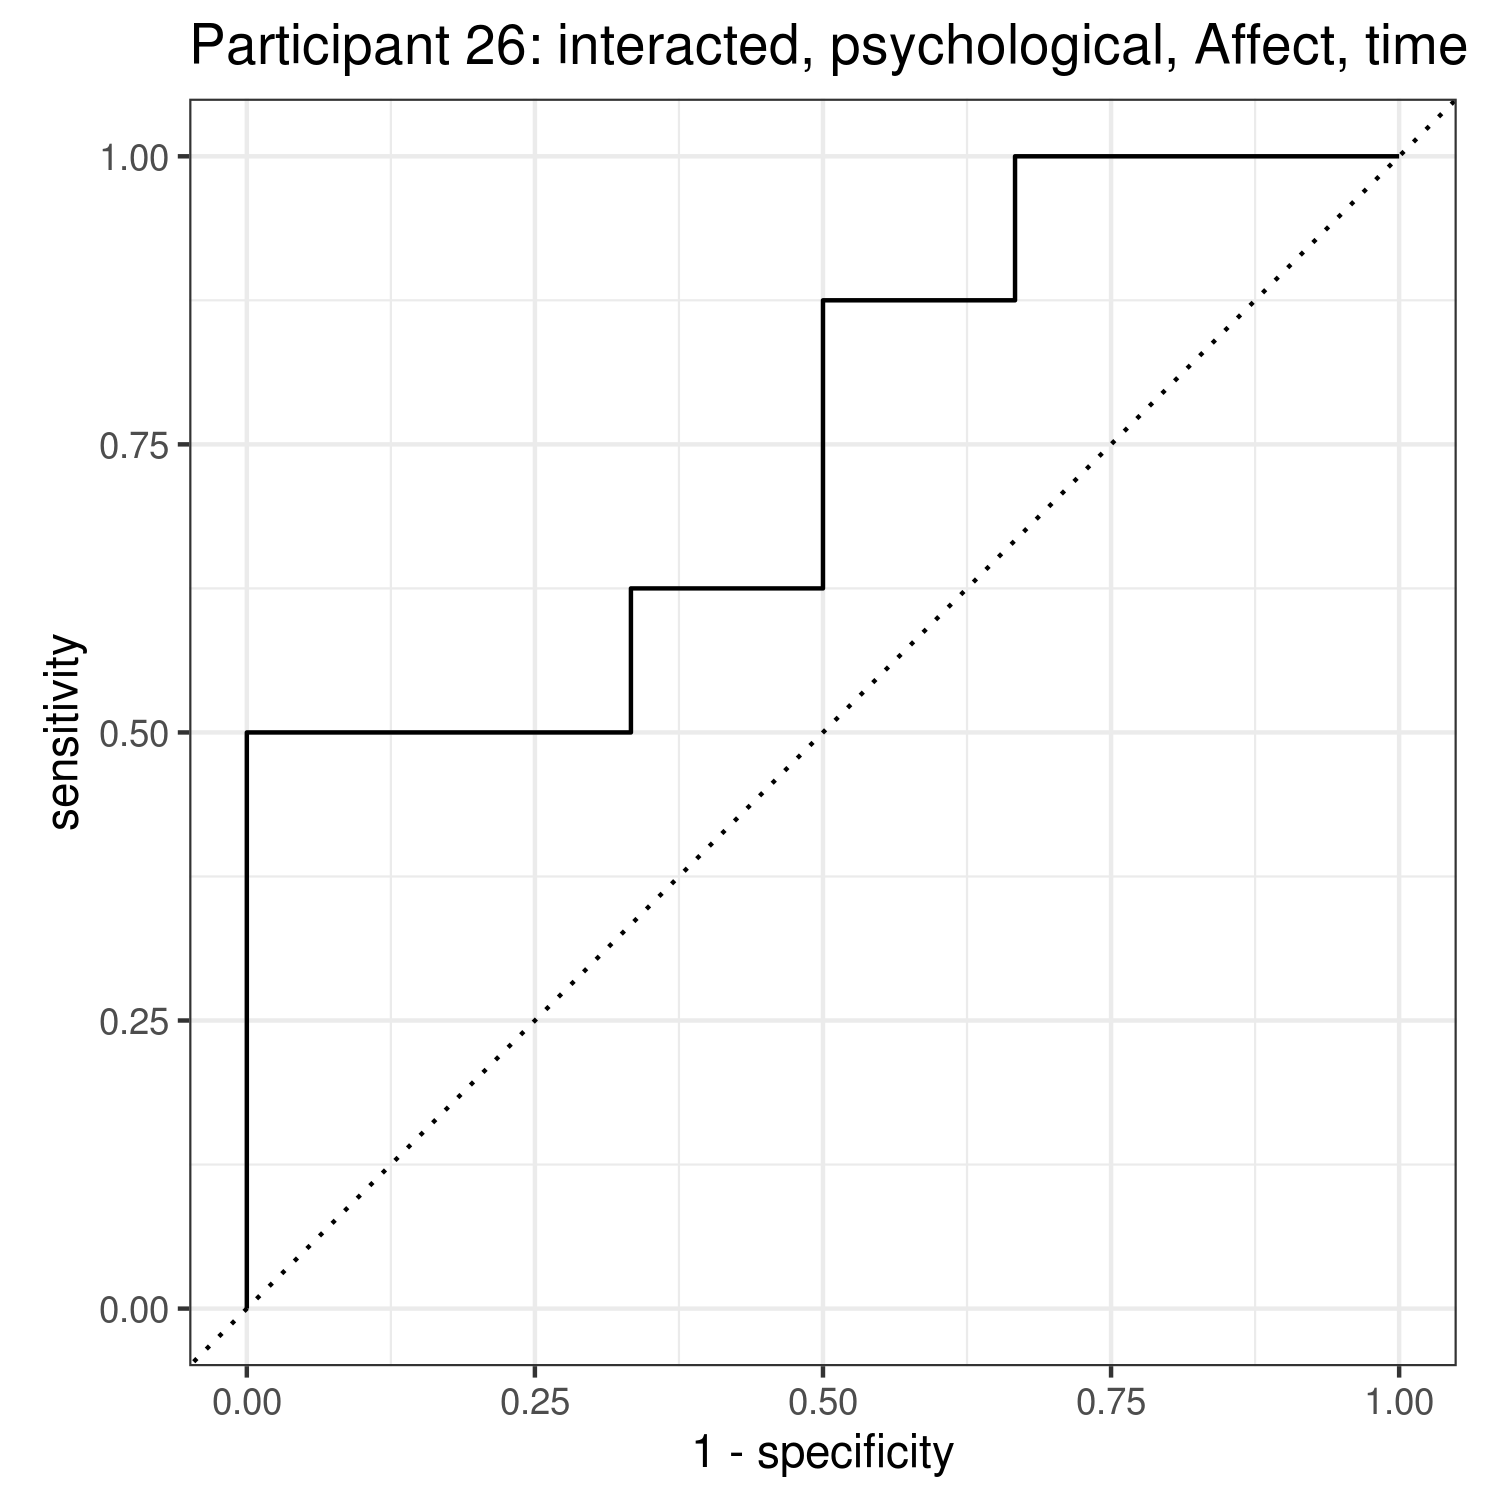 Participant 26: interacted, psychological, Affect, time
1.00
0.75
0.50
0.25
0.00
sensitivity
0.00 0.25 0.50 0.75 1.00
1 - specificity